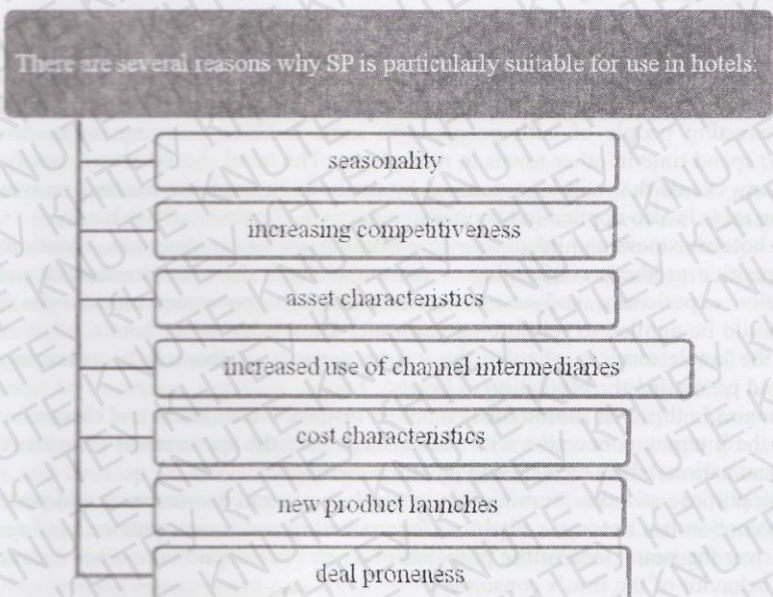 There are several reasons why SP is particularly suitable for use in hotels:
seasonality
increasing competitiveness
asset characteristics
increased use of channel intermediaries
cost characteristics
new product launches
deal proneness